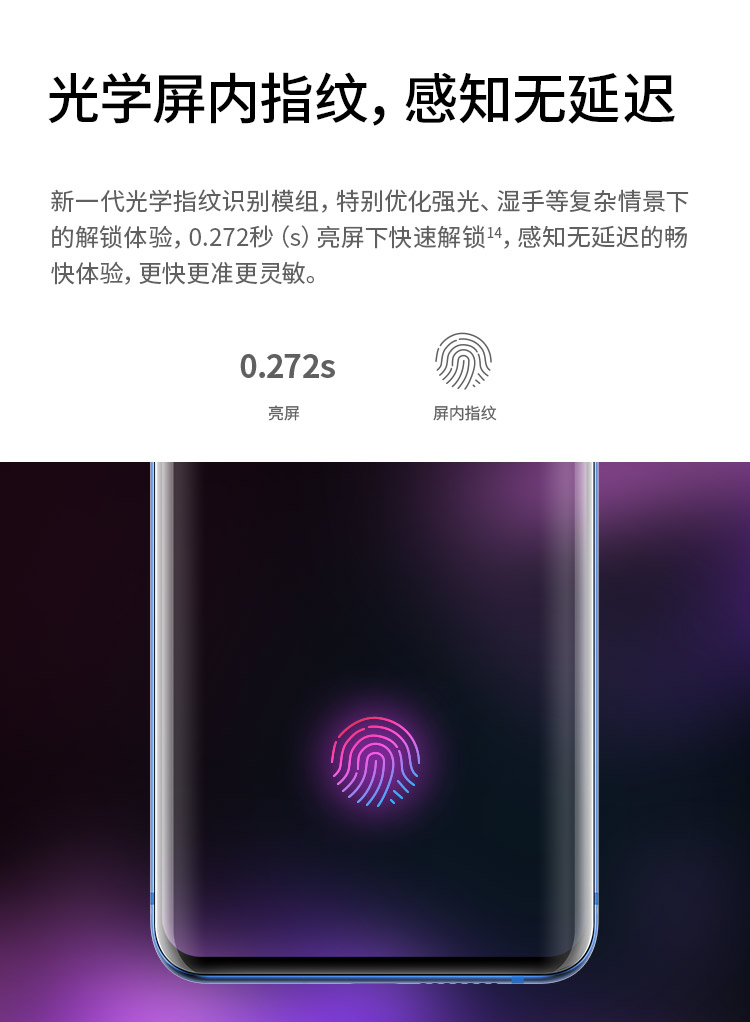 光学屏内指纹，感知无延迟
新一代光学指纹识别模组，特别优化强光、湿手等复杂情景下
的解锁体验，0.272秒（s）亮屏下快速解锁14，感知无延迟的畅
快体验，更快更准更灵敏。
0.272s
亮屏
屏内指纹